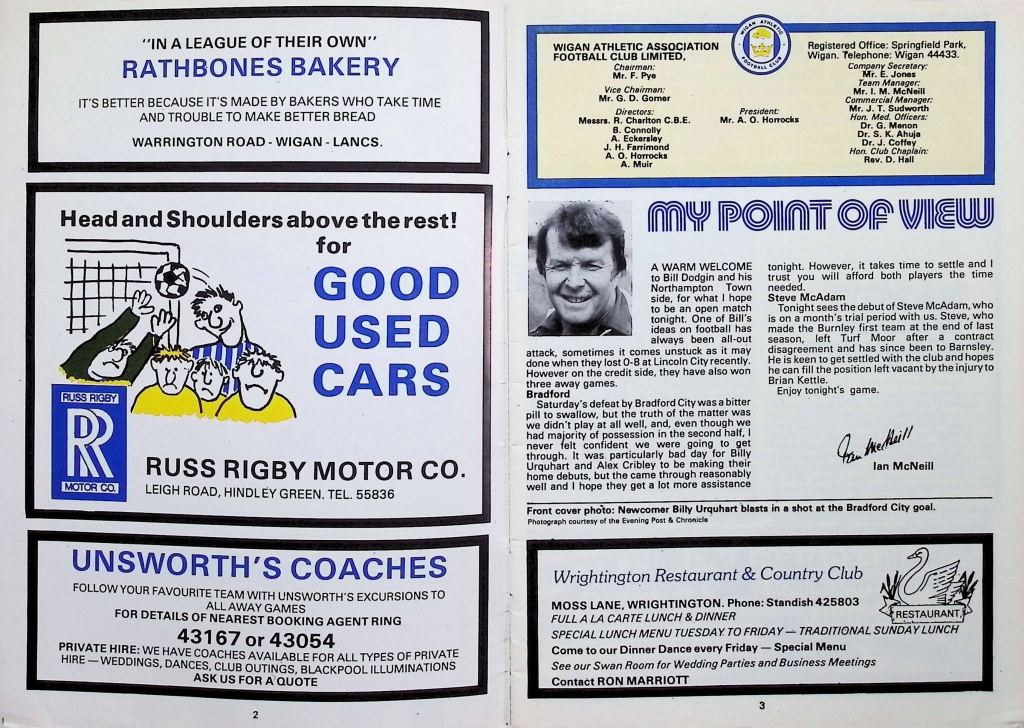 "IN A LEAGUE OF THEIR OWN"
RATHBONES BAKERY
IT'S BETTER BECAUSE IT'S MADE BY BAKERS WHO TAKE TIME
AND TROUBLE TO MAKE BETTER BREAD
WARRINGTON ROAD - WIGAN - LANCS.
Head and Shoulders above the rest!
for
GOOD
USED
CARS
RUSS RIGBY
RR
MOTOR CO.
RUSS RIGBY MOTOR CO.
LEIGH ROAD, HINDLEY GREEN. TEL. 55836
UNSWORTH'S COACHES
FOLLOW YOUR FAVOURITE TEAM WITH UNSWORTH'S EXCURSIONS TO
ALL AWAY GAMES
FOR DETAILS OF NEAREST BOOKING AGENT RING
43167 or 43054
PRIVATE HIRE: WE HAVE COACHES AVAILABLE FOR ALL TYPES OF PRIVATE
HIRE — WEDDINGS, DANCES, CLUB OUTINGS, BLACKPOOL ILLUMINATIONS
ASK US FOR A QUOTE
2
WIGAN ATHLETIC ASSOCIATION
FOOTBALL CLUB LIMITED,
Chairman:
Mr. F. Pye
Vice Chairman:
Mr. G. D. Gorner
Directors:
Messrs. R. Charlton C.B.E.
B. Connolly
A. Eckersley
J. H. Farrimond
A. O. Horrocks
A. Muir
WIGAN ATHLETIC
FOOTBALL CLUB
President:
Mr. A. O. Horrocks
Registered Office: Springfield Park,
Wigan. Telephone: Wigan 44433.
Company Secretary:
Mr. E. Jones
Team Manager:
Mr. I. M. McNeill
Commercial Manager:
Mr. J. T. Sudworth
Hon. Med. Officers:
Dr. G. Menon
Dr. S. K. Ahuja
Dr. J. Coffey
Hon. Club Chaplain:
Rev. D. Hall
MY POINT OF VIEW
A WARM WELCOME
to Bill Dodgin and his
Northampton Town
side, for what I hope
to be an open match
tonight. One of Bill's
ideas on football has
always been all-out
attack, sometimes it comes unstuck as it may
done when they lost 0-8 at Lincoln City recently.
However on the credit side, they have also won
three away games.
Bradford
Saturday's defeat by Bradford City was a bitter
pill to swallow, but the truth of the matter was
we didn't play at all well, and, even though we
had majority of possession in the second half, I
never felt confident we were going to get
through. It was particularly bad day for Billy
Urquhart and Alex Cribley to be making their
home debuts, but the came through reasonably
well and I hope they get a lot more assistance
tonight. However, it takes time to settle and I
trust you will afford both players the time
needed.
Steve McAdam
Tonight sees the debut of Steve McAdam, who
is on a month's trial period with us. Steve, who
made the Burnley first team at the end of last
season, left Turf Moor after a contract
disagreement and has since been to Barnsley.
He is keen to get settled with the club and hopes
he can fill the position left vacant by the injury to
Brian Kettle.
Enjoy tonight's game.
Ian McNeill
Ian McNeill
Front cover photo: Newcomer Billy Urquhart blasts in a shot at the Bradford City goal.
Photograph courtesy of the Evening Post & Chronicle
Wrightington Restaurant & Country Club
MOSS LANE, WRIGHTINGTON. Phone: Standish 425803
FULL A LA CARTE LUNCH & DINNER
SPECIAL LUNCH MENU TUESDAY TO FRIDAY — TRADITIONAL SUNDAY LUNCH
Come to our Dinner Dance every Friday — Special Menu
See our Swan Room for Wedding Parties and Business Meetings
Contact RON MARRIOTT
RESTAURANT
3